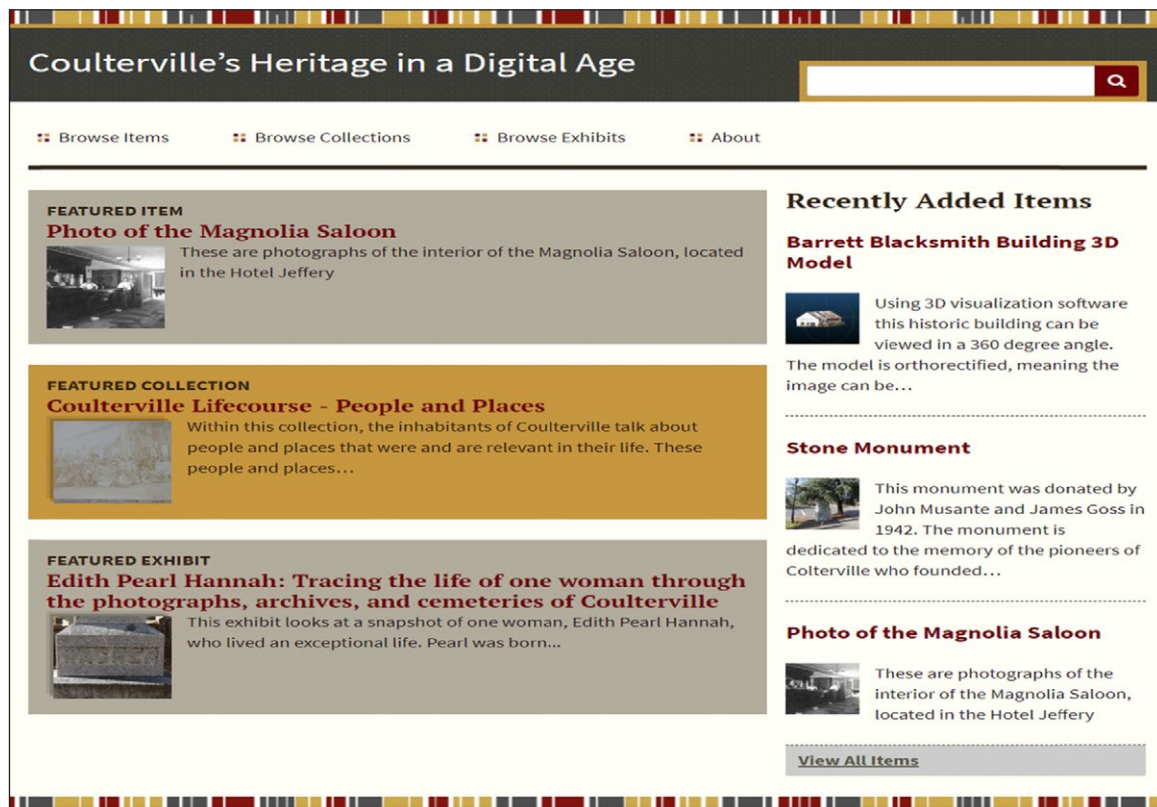 Coulterville's Heritage in a Digital Age
Browse Items
Browse Collections
Browse Exhibits
About
FEATURED ITEM
Photo of the Magnolia Saloon
These are photographs of the interior of the Magnolia Saloon, located
in the Hotel Jeffery
FEATURED COLLECTION
Coulterville Lifecourse - People and Places
Within this collection, the inhabitants of Coulterville talk about
people and places that were and are relevant in their life. These
people and places...
FEATURED EXHIBIT
Edith Pearl Hannah: Tracing the life of one woman through
the photographs, archives, and cemeteries of Coulterville
This exhibit looks at a snapshot of one woman, Edith Pearl Hannah,
who lived an exceptional life. Pearl was born...
Recently Added Items
Barrett Blacksmith Building 3D
Model
Using 3D visualization software
this historic building can be
viewed in a 360 degree angle.
The model is orthorectified, meaning the
image can be...
Stone Monument
This monument was donated by
John Musante and James Goss in
1942. The monument is
dedicated to the memory of the pioneers of
Colterville who founded...
Photo of the Magnolia Saloon
These are photographs of the
interior of the Magnolia Saloon,
located in the Hotel Jeffery
View All Items